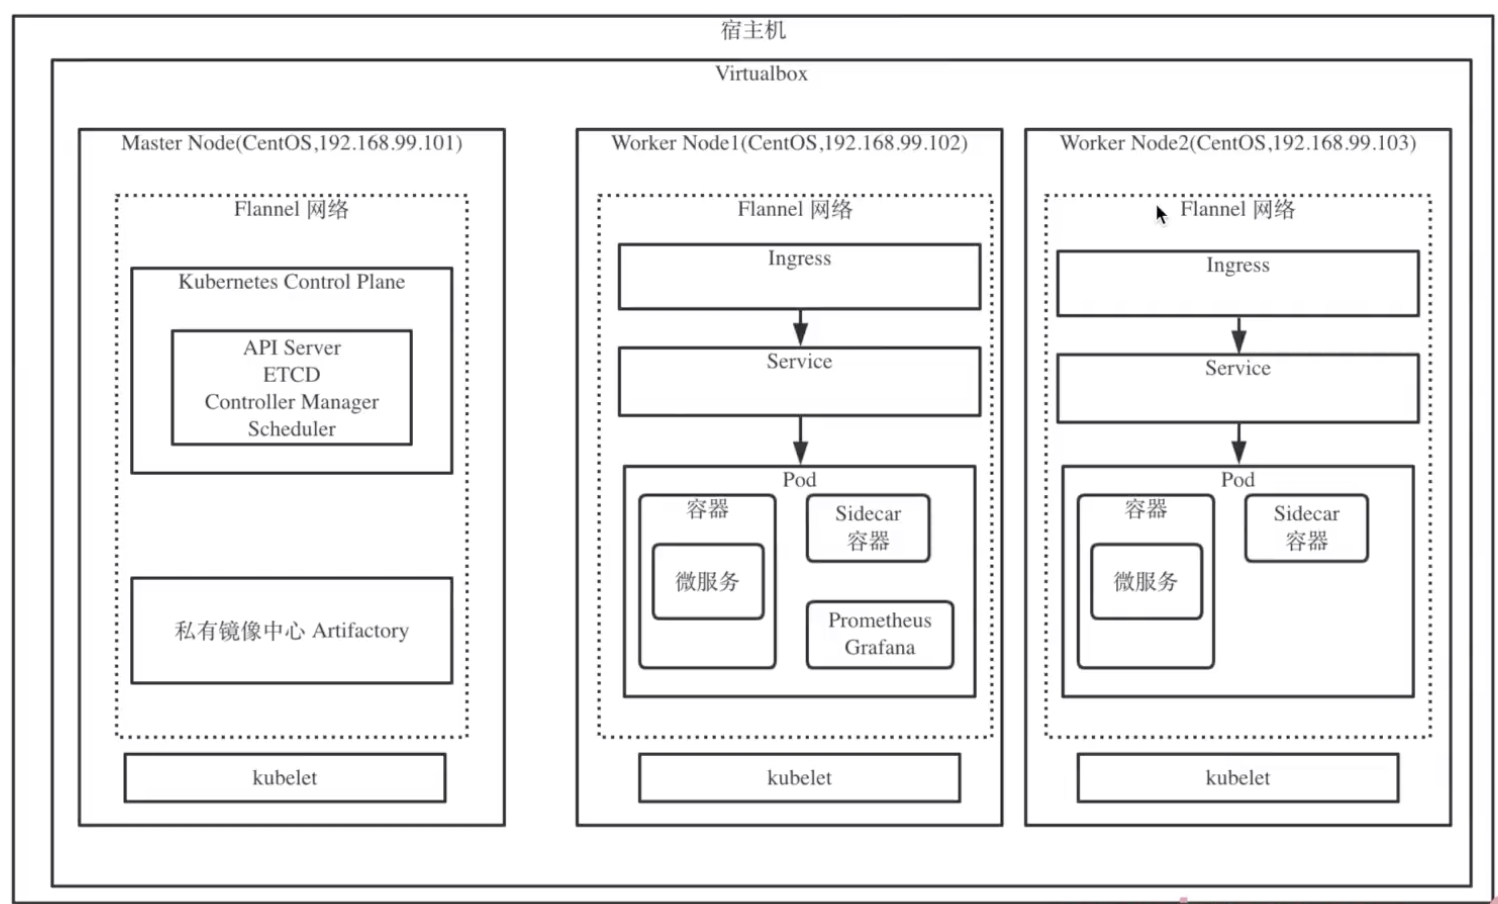 宿主机
Virtualbox
Master Node(CentOS,192.168.99.101)
Flannel 网络
Kubernetes Control Plane
API Server
ETCD
Controller Manager
Scheduler
私有镜像中心 Artifactory
kubelet
Worker Node1(CentOS,192.168.99.102)
Flannel 网络
Ingress
Service
Pod
容器
微服务
Sidecar
容器
Prometheus
Grafana
kubelet
Worker Node2(CentOS,192.168.99.103)
Flannel 网络
Ingress
Service
Pod
容器
微服务
Sidecar
容器
kubelet